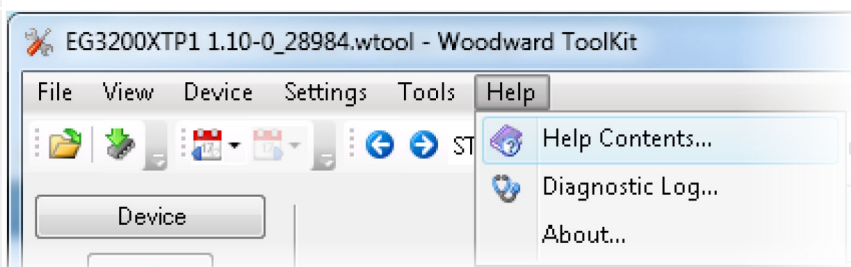 EG3200XTP1 1.10-0_28984.wtool - Woodward ToolKit
File View Device Settings Tools Help
ST
Help Contents...
Diagnostic Log...
Device
About...